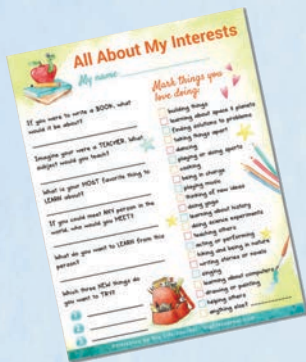 All About My Interests
My name
If you were to write a BOOK, what
would it be about?
Imagine your were a TEACHER. What
subject would you teach?
What is your MOST favorite thing to
LEARN about?
If you could meet ANY person in the
world, who would you MEET?
What do you want to LEARN from this
person?
Which three NEW things do
you want to TRY?
1
2
3
Mark things you
love doing:
building things
learning about space & planets
finding solutions to problems
taking things apart
dancing
playing or doing sports
cooking
being in charge
playing music
thinking of new ideas
doing yoga
learning about history
doing science experiments
teaching others
acting or performing
hiking and being in nature
writing stories or novels
singing
learning about computers
drawing or painting
helping others
anything else?